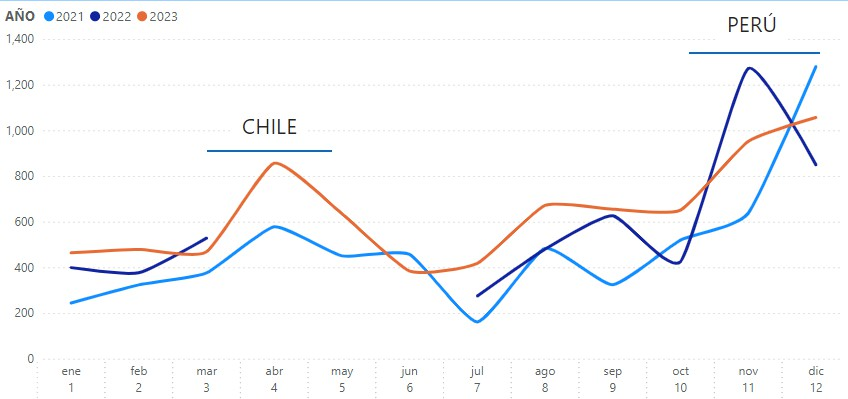 AÑO 2021 2022 2023
PERÚ
CHILE
1,400
1,200
1,000
800
600
400
200
0
ene feb mar abr may jun jul ago sep oct nov dic
1 2 3 4 5 6 7 8 9 10 11 12